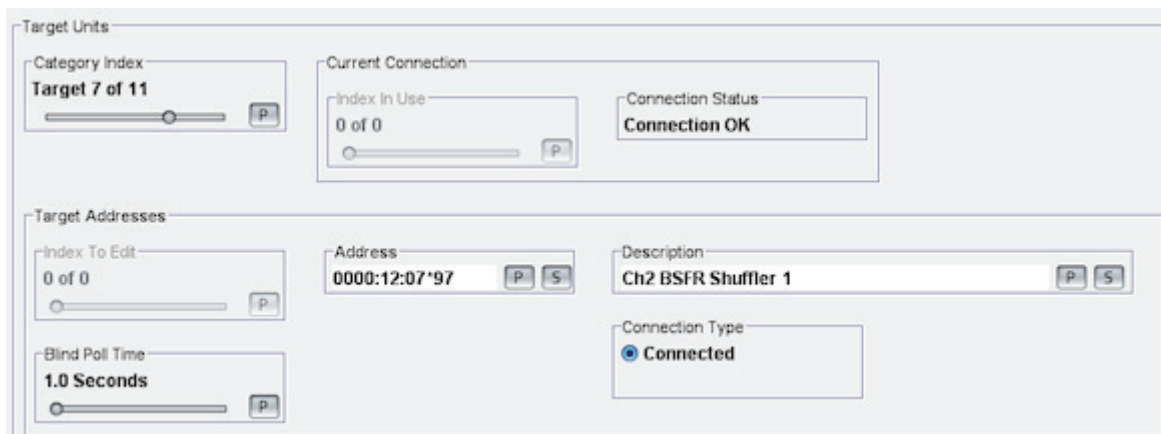 Target Units
Category Index
Target 7 of 11
P
Current Connection
Index In Use
0 of 0
P
Connection Status
Connection OK
Target Addresses
Index To Edit
0 of 0
P
Address
0000:12:07*97 P S
Description
Ch2 BSFR Shuffler 1 P S
Blind Poll Time
1.0 Seconds
P
Connection Type
Connected